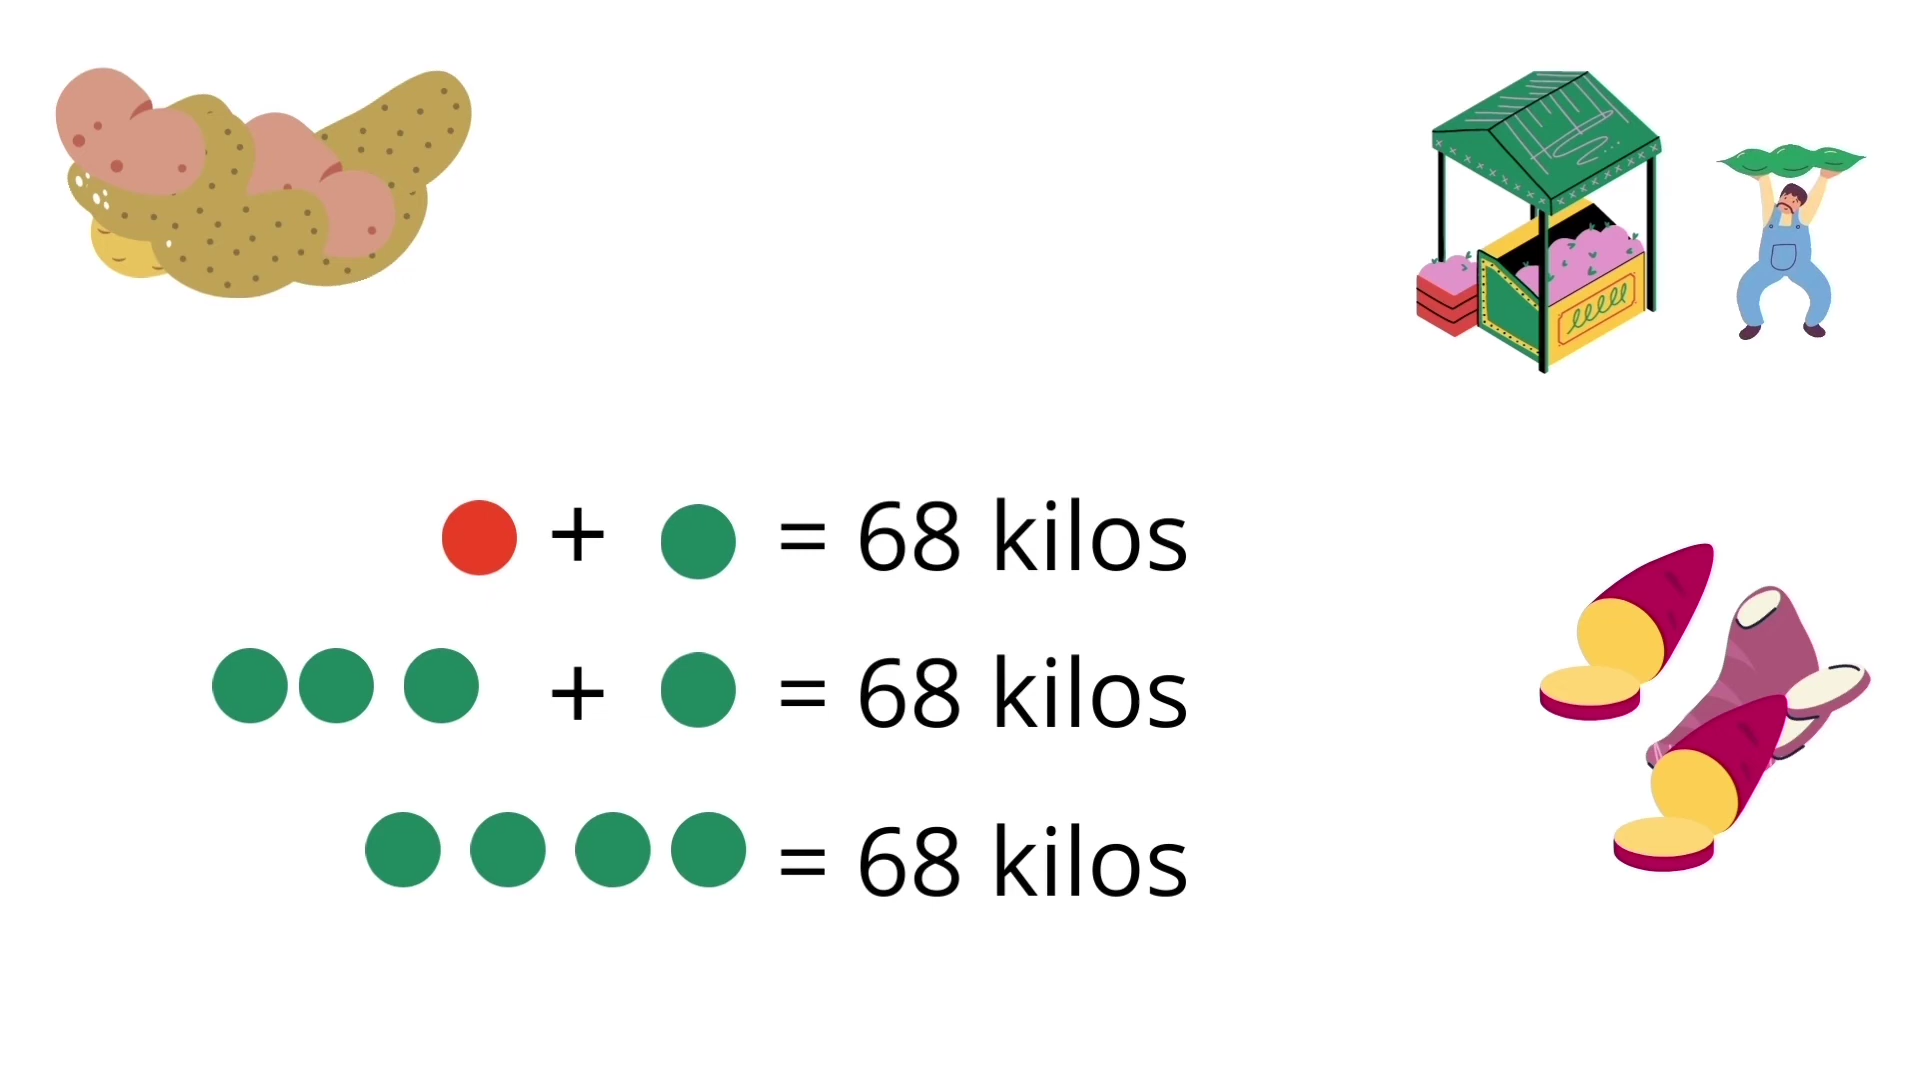 + = 68 kilos
+ = 68 kilos
= 68 kilos